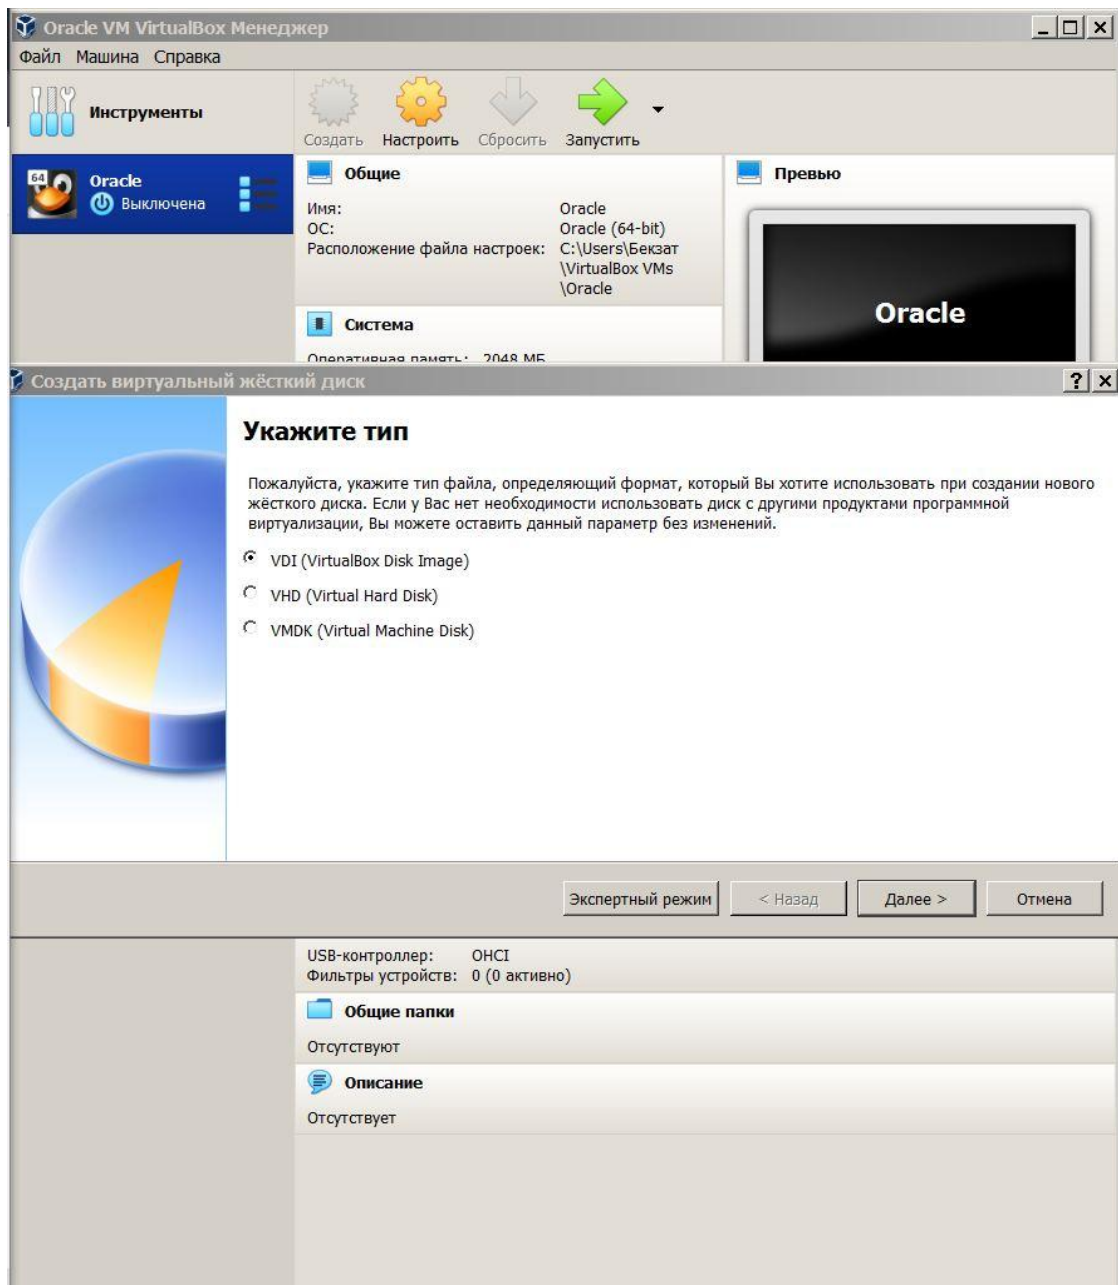 Oracle VM VirtualBox Менеджер
Файл Машина Справка
Инструменты
Создать Настроить Сбросить Запустить
64
Oracle
Выключена
Общие
Имя: Oracle
ОС: Oracle (64-bit)
Расположение файла настроек: C:\Users\Бекзат
\VirtualBox VMs
\Oracle
Превью
Oracle
Система
Оперативная память: 2048 МБ
Создать виртуальный жёсткий диск
Укажите тип
Пожалуйста, укажите тип файла, определяющий формат, который Вы хотите использовать при создании нового
жёсткого диска. Если у Вас нет необходимости использовать диск с другими продуктами программной
виртуализации, Вы можете оставить данный параметр без изменений.
VDI (VirtualBox Disk Image)
VHD (Virtual Hard Disk)
VMDK (Virtual Machine Disk)
Экспертный режим < Назад Далее > Отмена
USB-контроллер: OHCI
Фильтры устройств: 0 (0 активно)
Общие папки
Отсутствуют
Описание
Отсутствует